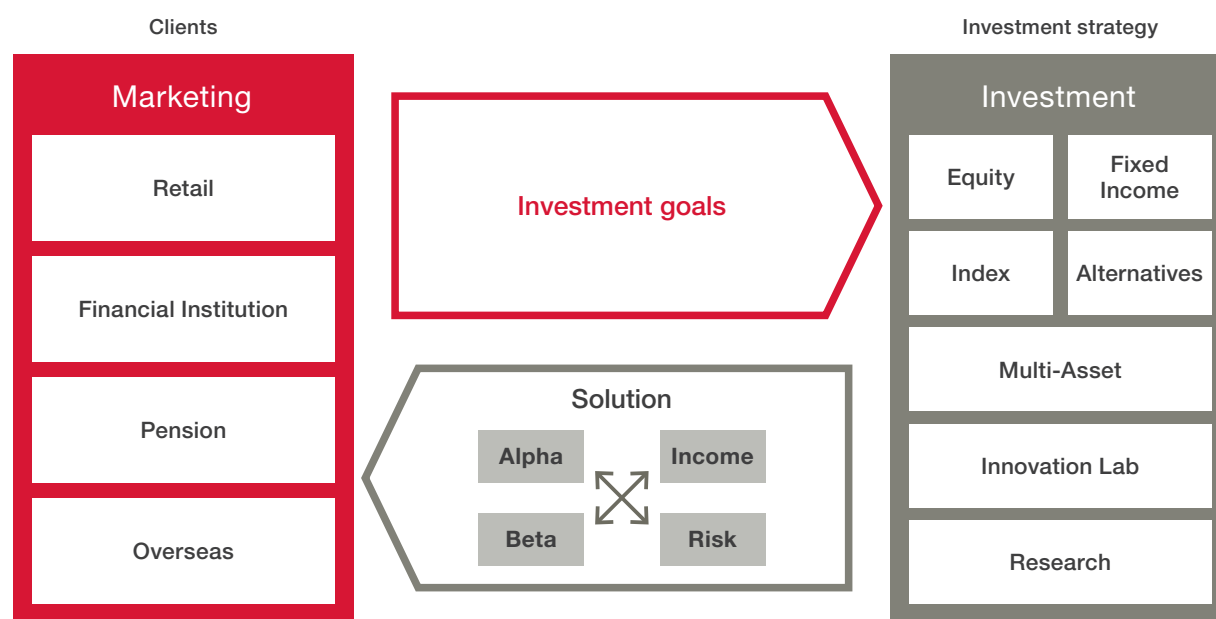 Clients
Marketing
Retail
Financial Institution
Pension
Overseas
Investment goals
Solution
Alpha
Income
Beta
Risk
Investment strategy
Investment
Equity
Fixed
Income
Index
Alternatives
Multi-Asset
Innovation Lab
Research